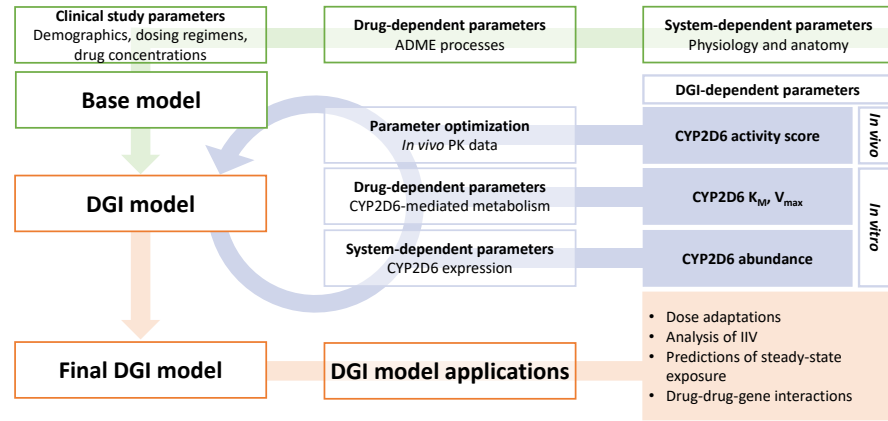 Clinical study parameters
Demographics, dosing regimens,
drug concentrations
Drug-dependent parameters
ADME processes
System-dependent parameters
Physiology and anatomy
Base model
DGI-dependent parameters
Parameter optimization
In vivo PK data
CYP2D6 activity score
In vivo
DGI model
Drug-dependent parameters
CYP2D6-mediated metabolism
CYP2D6 KM, Vmax
In vitro
System-dependent parameters
CYP2D6 expression
CYP2D6 abundance
Final DGI model
DGI model applications
• Dose adaptations
• Analysis of IIV
• Predictions of steady-state
exposure
• Drug-drug-gene interactions